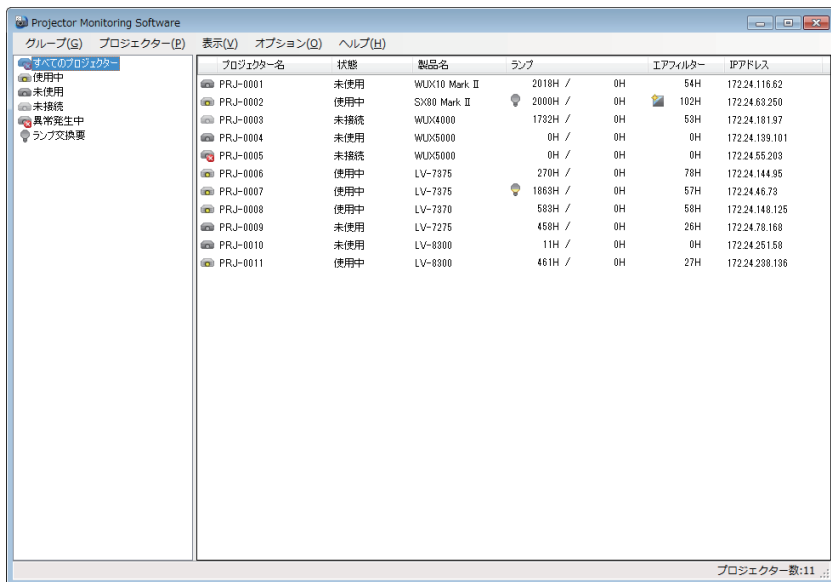 Projector Monitoring Software
グループ(G) プロジェクター(P) 表示(V) オプション(O) ヘルプ(H)
すべてのプロジェクター
使用中
未使用
未接続
異常発生中
ランプ交換要
プロジェクター名 状態 製品名 ランプ エアフィルター IPアドレス
PRJ-0001 未使用 WUX10 Mark Ⅱ 2018H / 0H 54H 172.24.116.62
PRJ-0002 使用中 SX80 Mark Ⅱ 2000H / 0H 102H 172.24.63.250
PRJ-0003 未接続 WUX4000 1732H / 0H 53H 172.24.181.97
PRJ-0004 未使用 WUX5000 0H / 0H 0H 172.24.139.101
PRJ-0005 未接続 WUX5000 0H / 0H 0H 172.24.55.203
PRJ-0006 使用中 LV-7375 270H / 0H 78H 172.24.144.95
PRJ-0007 使用中 LV-7375 1863H / 0H 57H 172.24.46.73
PRJ-0008 使用中 LV-7370 583H / 0H 58H 172.24.148.125
PRJ-0009 未使用 LV-7275 458H / 0H 26H 172.24.78.168
PRJ-0010 未使用 LV-8300 11H / 0H 0H 172.24.251.58
PRJ-0011 使用中 LV-8300 461H / 0H 27H 172.24.238.136
プロジェクター数:11